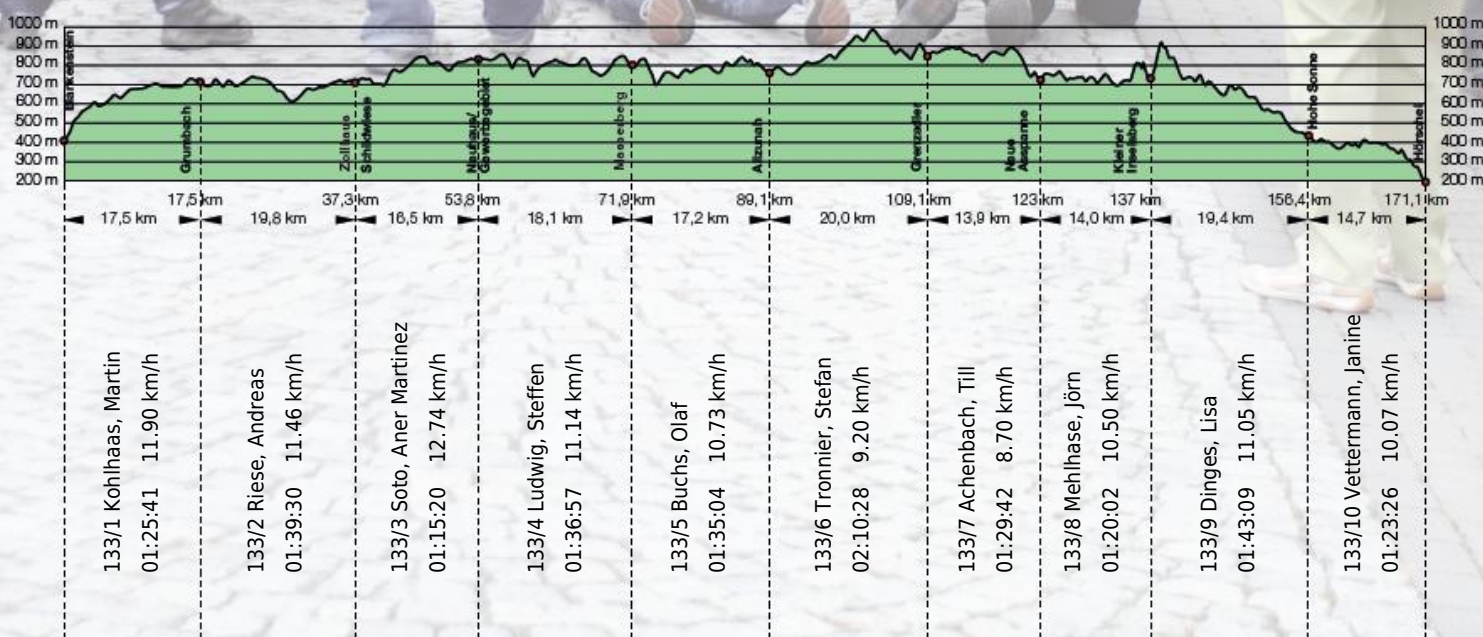 1000 m
900 m
800 m
700 m
600 m
500 m
400 m
300 m
200 m
1000 m
900 m
800 m
700 m
600 m
500 m
400 m
300 m
200 m
Blankenstein
Grumbach
Zollhaus
Schildwiese
Neuhaus/
Masserberg
Allzunah
Grenzadler
Neue
Ausspanne
Kleiner
Inselsberg
Hohe Sonne
Hörschel
17,5 km
37,3 km
53,8 km
71,9 km
89,1 km
109,1 km
123 km
137 km
156,4 km
171,1 km
17,5 km
19,8 km
16,5 km
18,1 km
17,2 km
20,0 km
13,9 km
14,0 km
19,4 km
14,7 km
133/1 Kohlhaas, Martin
01:25:41 11.90 km/h
133/2 Riese, Andreas
01:39:30 11.46 km/h
133/3 Soto, Aner Martinez
01:15:20 12.74 km/h
133/4 Ludwig, Steffen
01:36:57 11.14 km/h
133/5 Buchs, Olaf
01:35:04 10.73 km/h
133/6 Tronnier, Stefan
02:10:28 9.20 km/h
133/7 Achenbach, Till
01:29:42 8.70 km/h
133/8 Mehlhase, Jörn
01:20:02 10.50 km/h
133/9 Dinges, Lisa
01:43:09 11.05 km/h
133/10 Vettermann, Janine
01:23:26 10.07 km/h